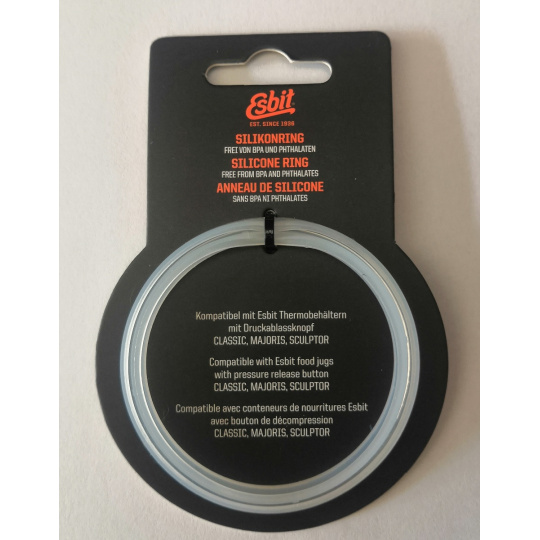 Esbit
EST. SINCE 1936
SILIKONRING
FREI VON BPA UND PHTHALATEN
SILICONE RING
FREE FROM BPA AND PHTHALATES
ANNEAU DE SILICONE
SANS BPA NI PHTHALATES
Kompatibel mit Esbit Thermobehältern
mit Druckablassknopf
CLASSIC, MAJORIS, SCULPTOR
Compatible with Esbit food jugs
with pressure release button
CLASSIC, MAJORIS, SCULPTOR
Compatible avec conteneurs de nourritures Esbit
avec bouton de décompression
CLASSIC, MAJORIS, SCULPTOR